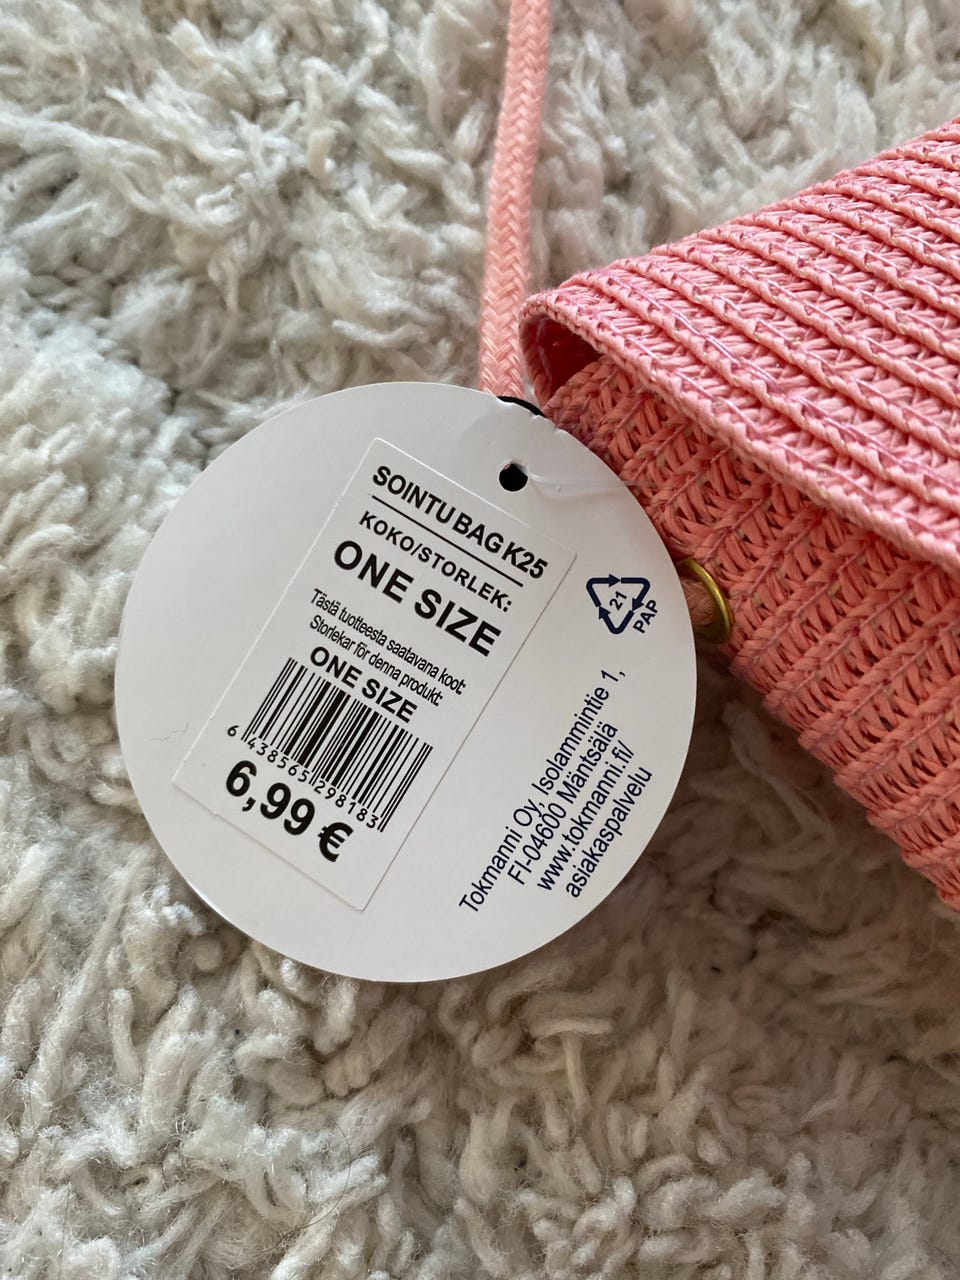 SOINTU BAG K25
KOKO/STORLEK:
ONE SIZE
Tästä tuotteesta saatavana koot:
Storlekar för denna produkt:
ONE SIZE
6 438565 298183
6,99 €
21
PAP
Tokmanni Oy, Isolammintie 1,
FI-04600 Mäntsälä
www.tokmanni.fi/
asiakaspalvelu